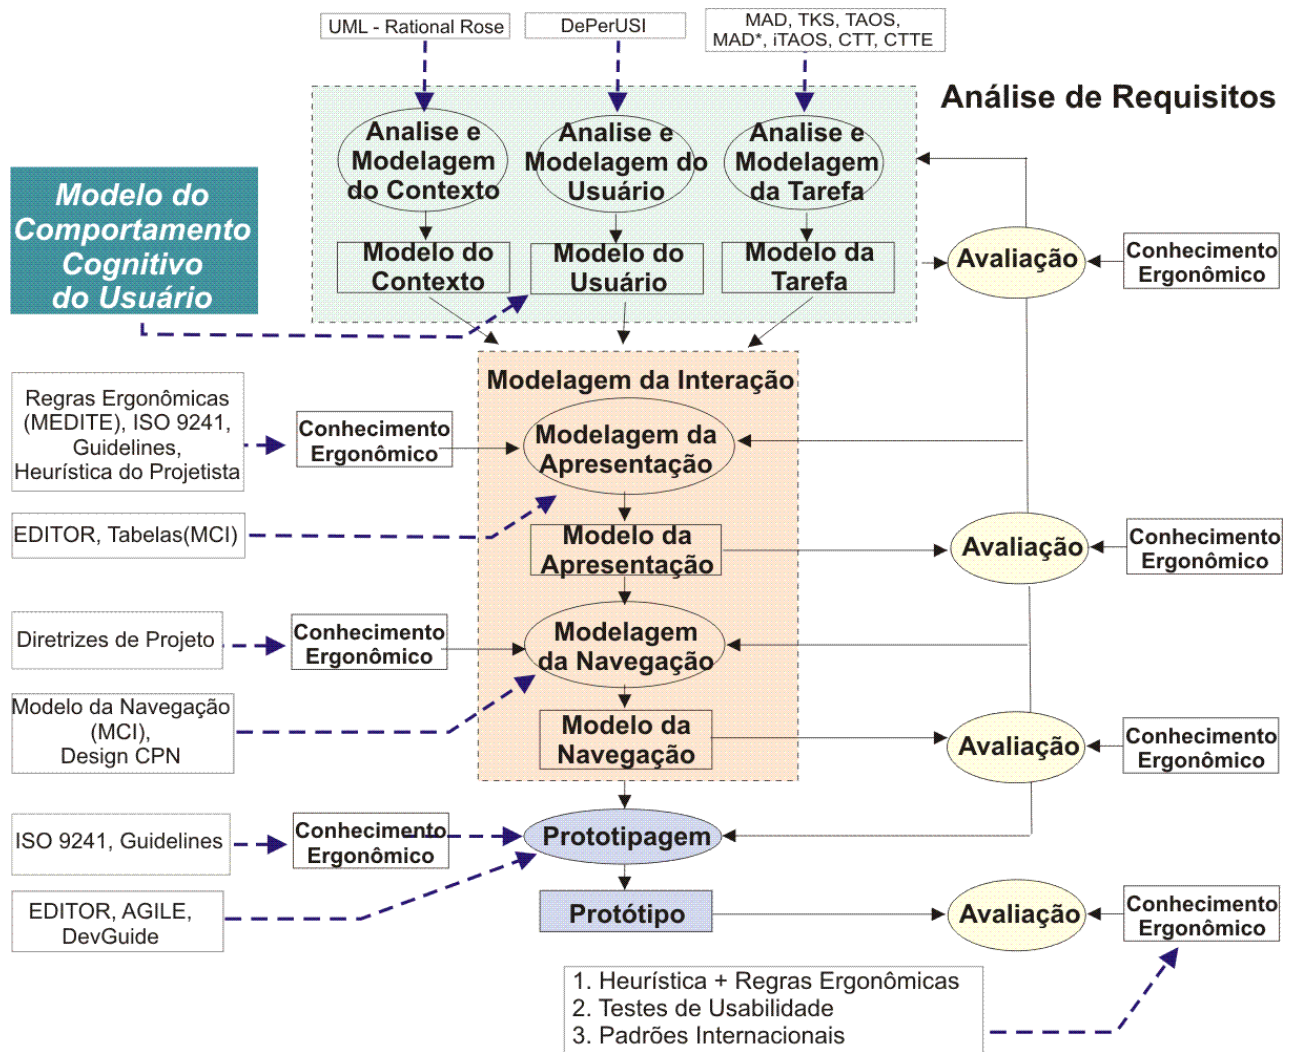 UML - Rational Rose
DePerUSI
MAD, TKS, TAOS,
MAD*, iTAOS, CTT, CTTE
Análise de Requisitos
Analise e
Modelagem
do Contexto
Analise e
Modelagem do
Usuário
Analise e
Modelagem
da Tarefa
Modelo do
Comportamento
Cognitivo
do Usuário
Modelo do
Contexto
Modelo do
Usuário
Modelo da
Tarefa
Avaliação
Conhecimento
Ergonômico
Modelagem da Interação
Regras Ergonômicas
(MEDITE), ISO 9241,
Guidelines,
Heurística do Projetista
Conhecimento
Ergonômico
Modelagem da
Apresentação
EDITOR, Tabelas(MCI)
Modelo da
Apresentação
Avaliação
Conhecimento
Ergonômico
Diretrizes de Projeto
Conhecimento
Ergonômico
Modelagem
da Navegação
Modelo da Navegação
(MCI),
Design CPN
Modelo da
Navegação
Avaliação
Conhecimento
Ergonômico
ISO 9241, Guidelines
Conhecimento
Ergonômico
Prototipagem
EDITOR, AGILE,
DevGuide
Protótipo
Avaliação
Conhecimento
Ergonômico
1. Heurística + Regras Ergonômicas
2. Testes de Usabilidade
3. Padrões Internacionais